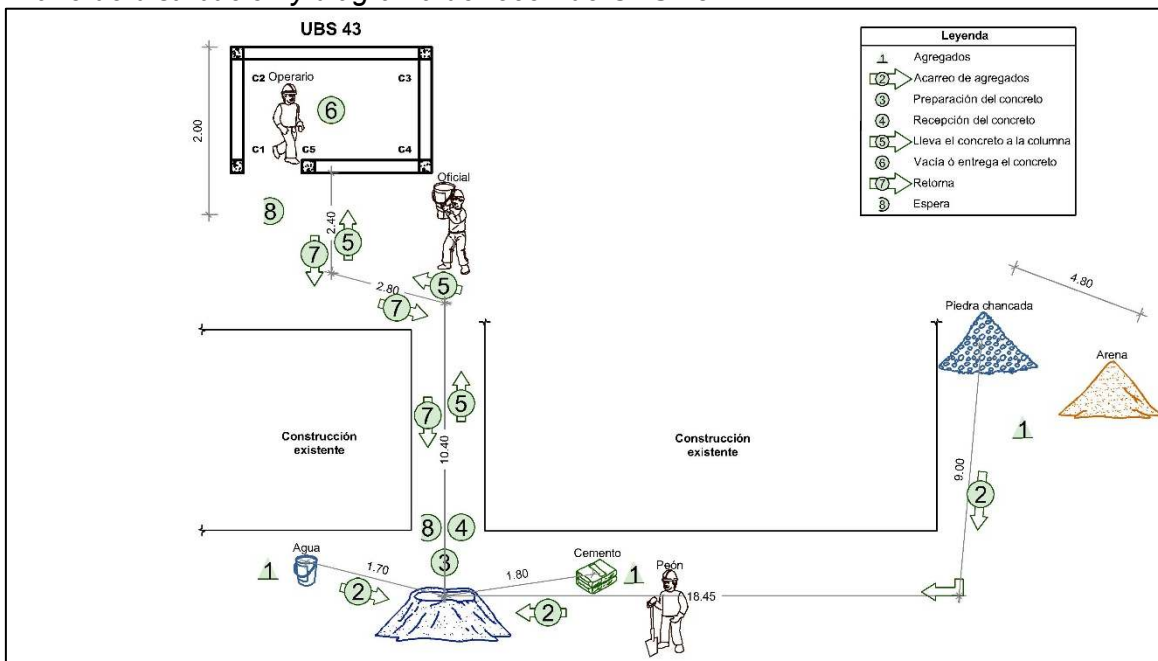 UBS 43
Leyenda
1 Agregados
2 Acarreo de agregados
3 Preparación del concreto
4 Recepción del concreto
5 Lleva el concreto a la columna
6 Vacía ó entrega el concreto
7 Retorna
8 Espera
C2 Operario
C3
6
2.00
C1
C5
C4
Oficial
8
2.40
5
7
5
2.80
7
4.80
Piedra chancada
Arena
7
5
Construcción
existente
10.40
Construcción
existente
1
9.00
2
8
4
Agua
3
Cemento
1
1.70
1.80
1
Peón
2
2
18.45